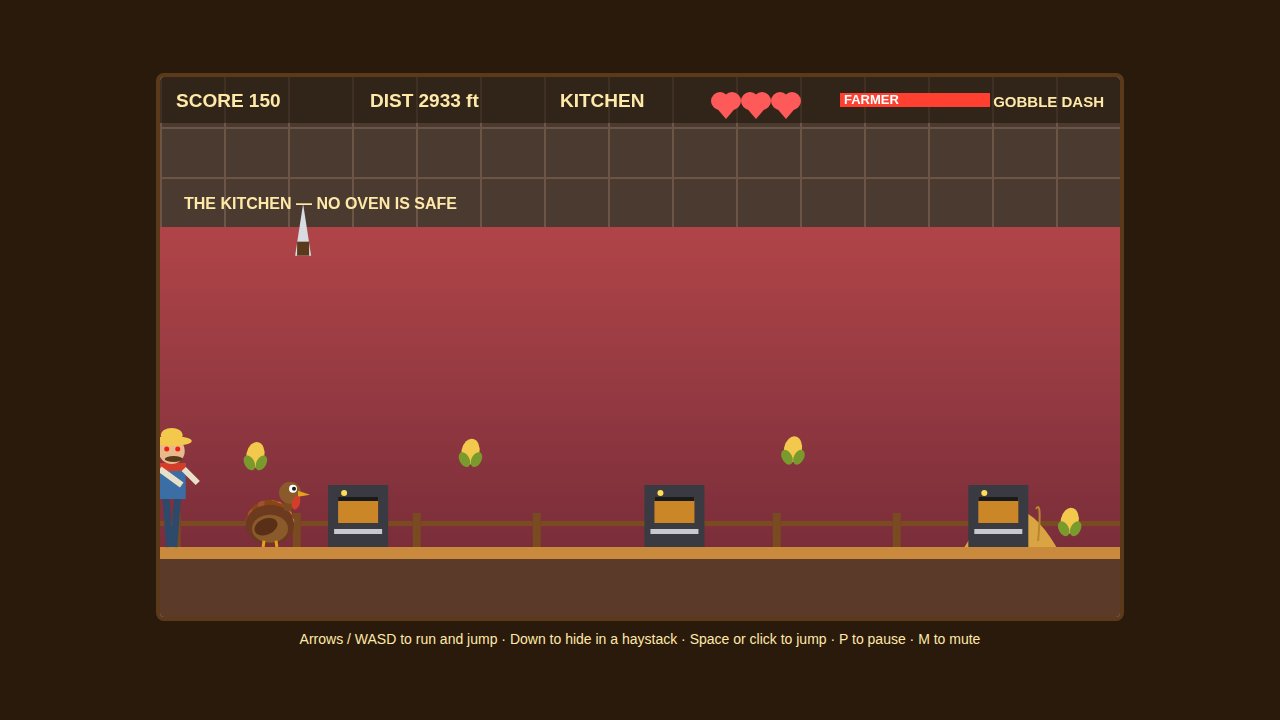 SCORE 150 DIST 2933 ft KITCHEN FARMER GOBBLE DASH
THE KITCHEN — NO OVEN IS SAFE
Arrows / WASD to run and jump · Down to hide in a haystack · Space or click to jump · P to pause · M to mute